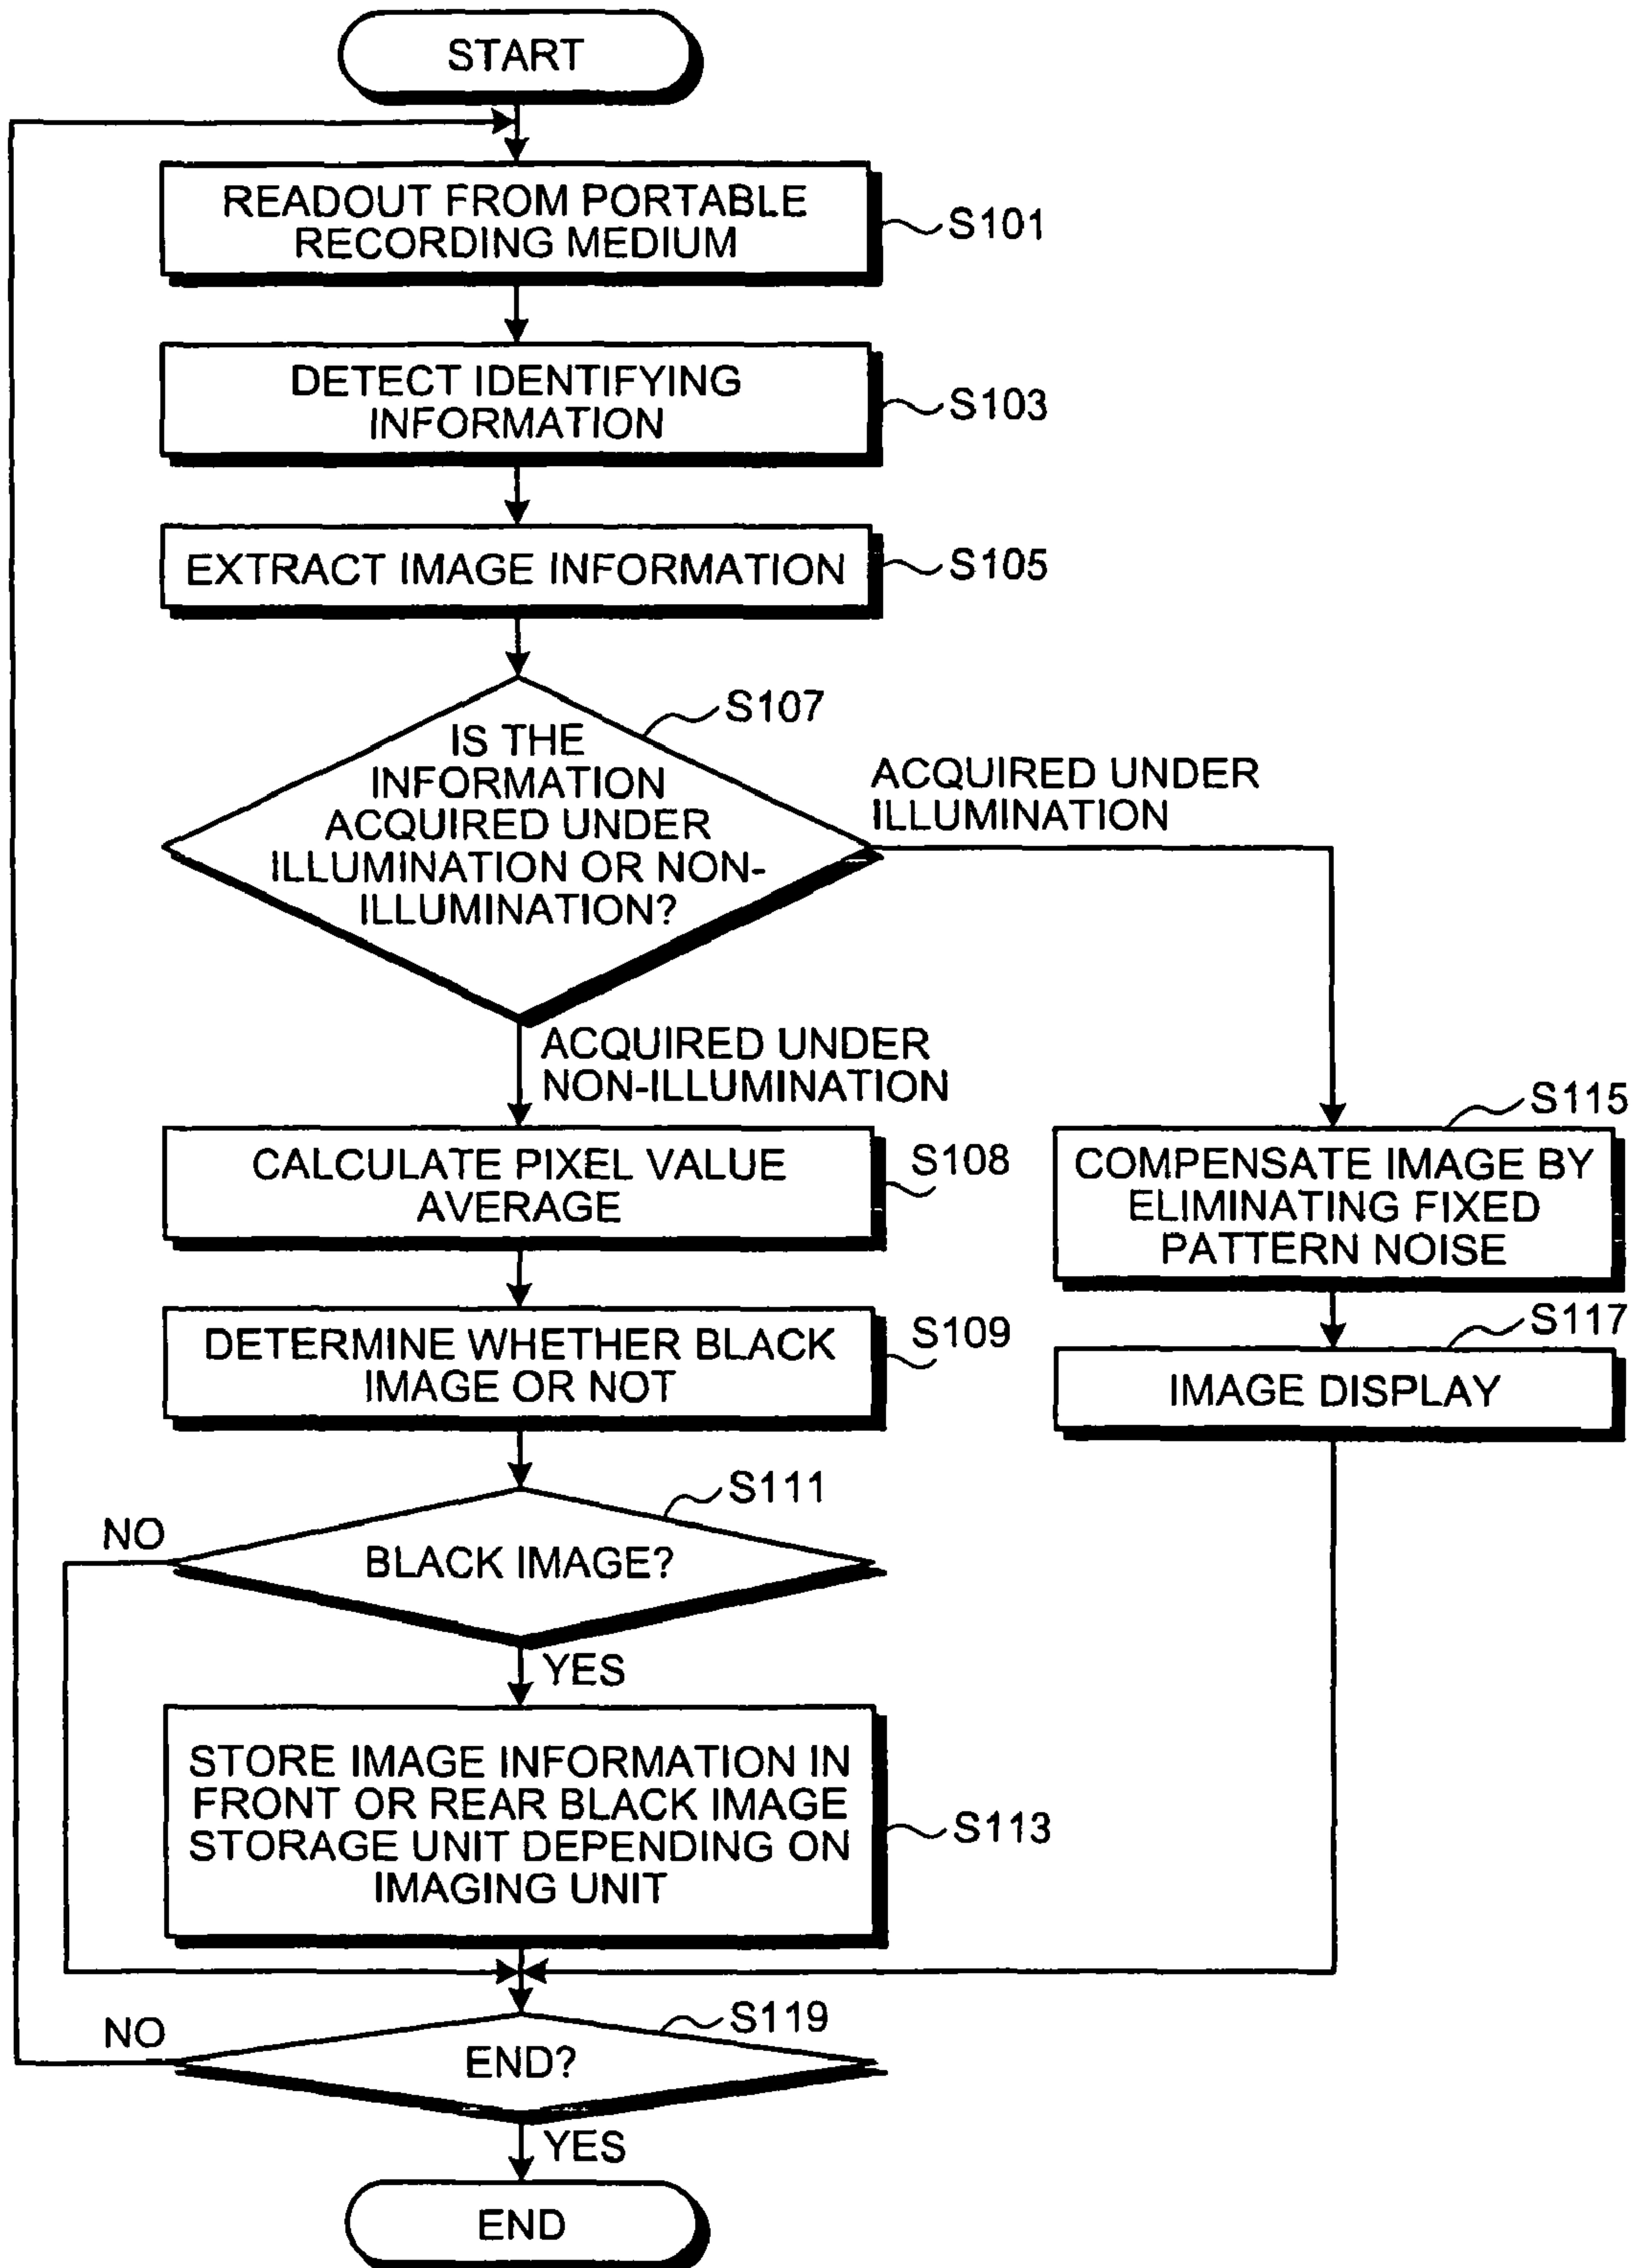 START
READOUT FROM PORTABLE
RECORDING MEDIUM
S101
DETECT IDENTIFYING
INFORMATION
S103
EXTRACT IMAGE INFORMATION
S105
S107
IS THE
INFORMATION
ACQUIRED UNDER
ILLUMINATION OR NON-
ILLUMINATION?
ACQUIRED UNDER
ILLUMINATION
ACQUIRED UNDER
NON-ILLUMINATION
CALCULATE PIXEL VALUE
AVERAGE
S108
S115
COMPENSATE IMAGE BY
ELIMINATING FIXED
PATTERN NOISE
DETERMINE WHETHER BLACK
IMAGE OR NOT
S109
S117
IMAGE DISPLAY
S111
NO
BLACK IMAGE?
YES
STORE IMAGE INFORMATION IN
FRONT OR REAR BLACK IMAGE
STORAGE UNIT DEPENDING ON
IMAGING UNIT
S113
S119
NO
END?
YES
END